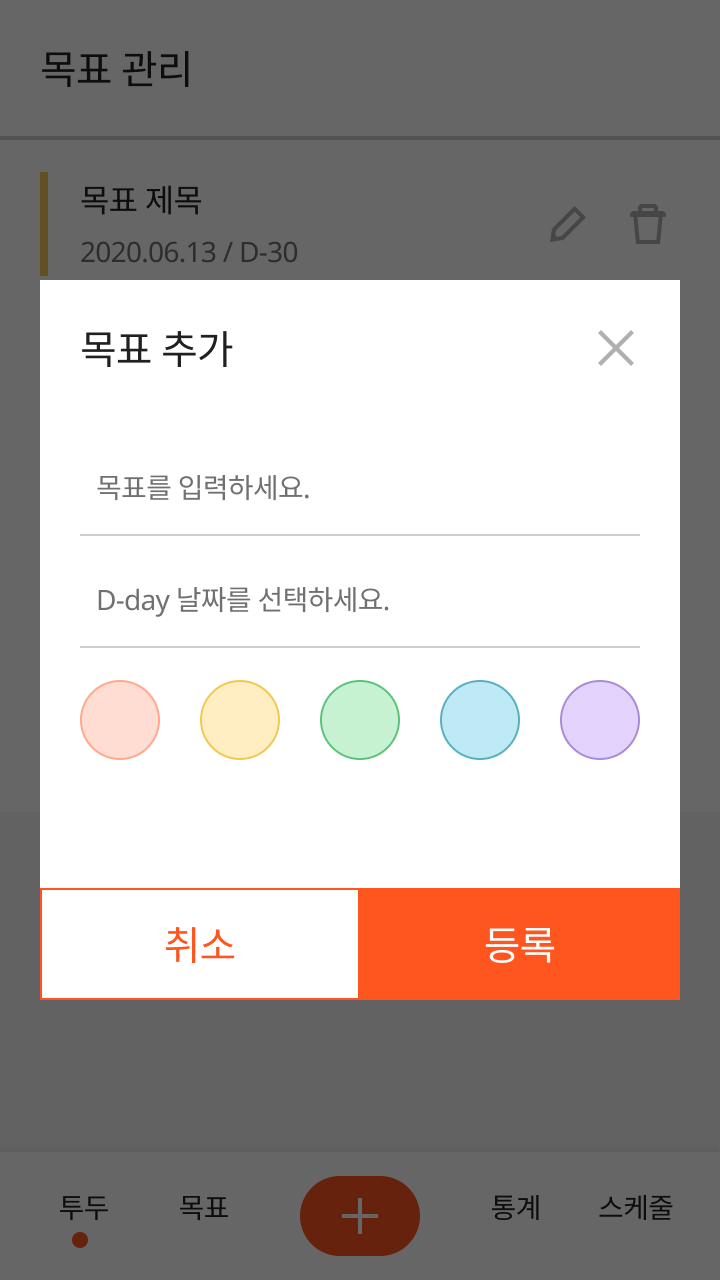 목표 관리
목표 제목
2020.06.13 / D-30
목표 추가
목표를 입력하세요.
D-day 날짜를 선택하세요.
취소
등록
투두
목표
통계
스케줄